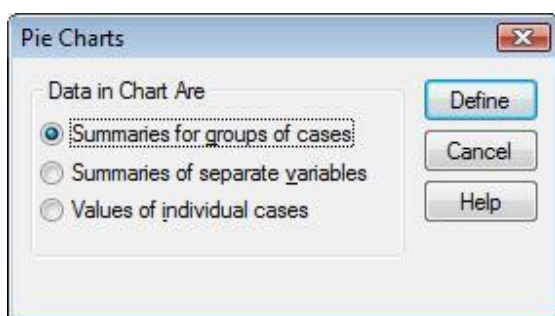 Pie Charts
Data in Chart Are
Summaries for groups of cases
Summaries of separate variables
Values of individual cases
Define
Cancel
Help